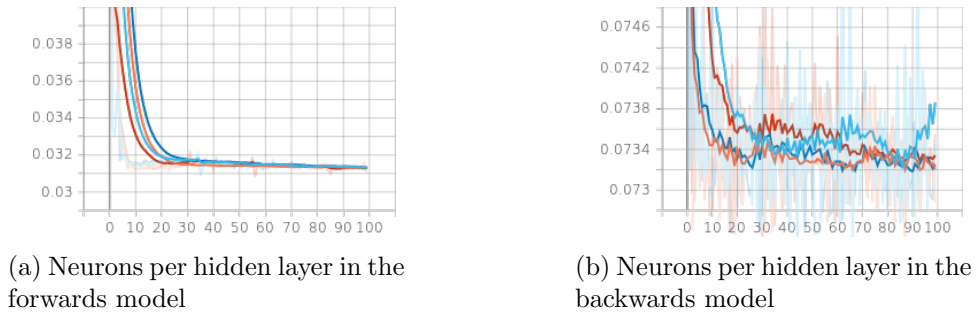 0.038
0.036
0.034
0.032
0.03
0 10 20 30 40 50 60 70 80 90 100
(a) Neurons per hidden layer in the
forwards model
0.0746
0.0742
0.0738
0.0734
0.073
0 10 20 30 40 50 60 70 80 90 100
(b) Neurons per hidden layer in the
backwards model